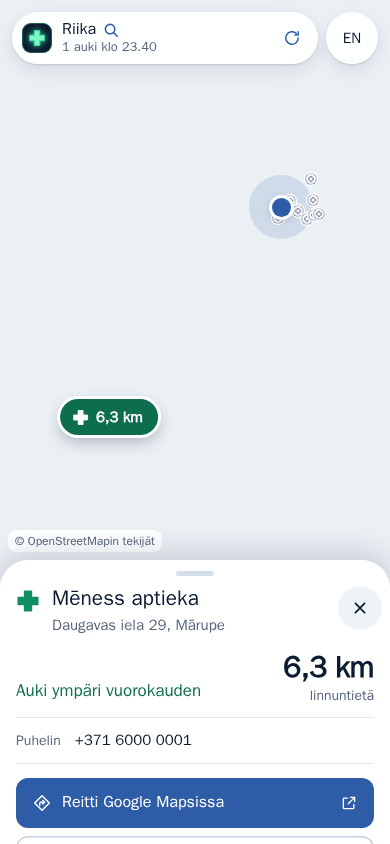 Riika
1 auki klo 23.40
EN
6,3 km
© OpenStreetMapin tekijät
Mēness aptieka
Daugavas iela 29, Mārupe
6,3 km
Auki ympäri vuorokauden
linnuntietä
Puhelin +371 6000 0001
Reitti Google Mapsissa